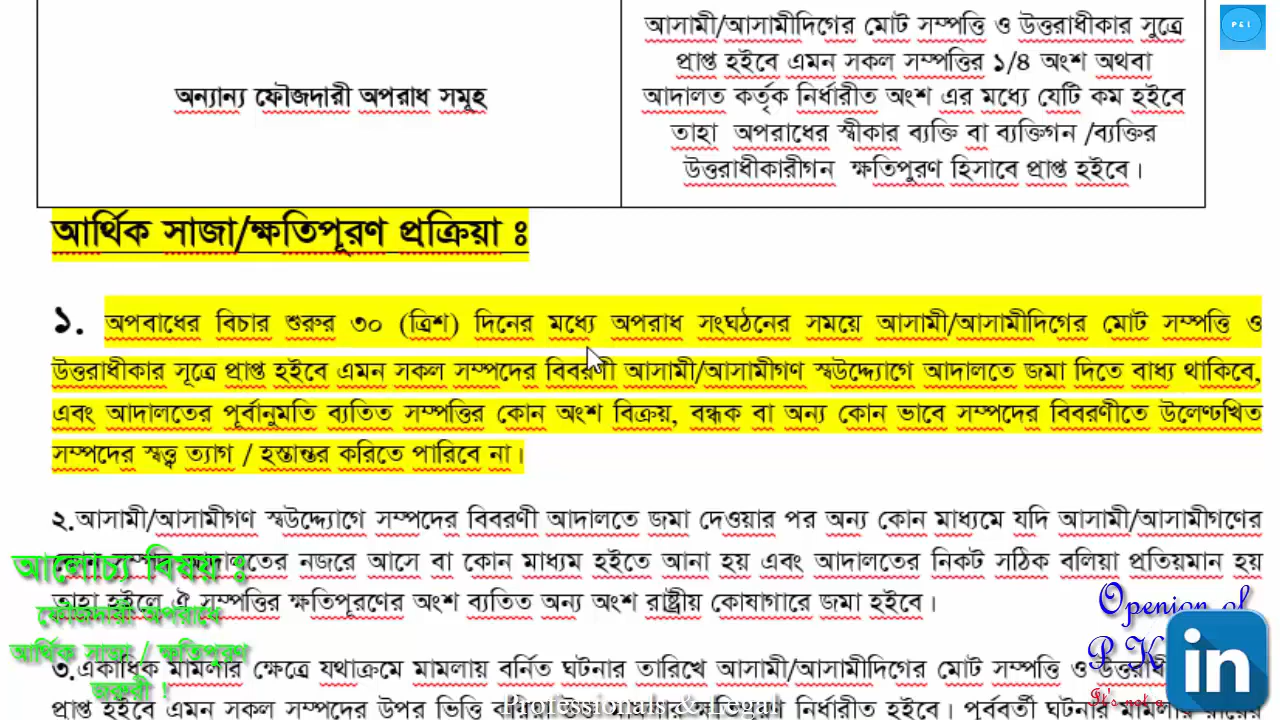 P & L
আসামী/আসামীদিগের মোট সম্পত্তি ও উত্তরাধীকার সুত্রে
প্রাপ্ত হইবে এমন সকল সম্পত্তির ১/৪ অংশ অথবা
অন্যান্য ফৌজদারী অপরাধ সমূহ
আদালত কর্তৃক নির্ধারীত অংশ এর মধ্যে যেটি কম হইবে
তাহা অপরাধের স্বীকার ব্যক্তি বা ব্যক্তিগন /ব্যক্তির
উত্তরাধীকারীগন ক্ষতিপুরণ হিসাবে প্রাপ্ত হইবে।
আর্থিক সাজা/ক্ষতিপূরণ প্রক্রিয়া ঃ
১. অপবাধের বিচার শুরুর ৩০ (ত্রিশ) দিনের মধ্যে অপরাধ সংঘঠনের সময়ে আসামী/আসামীদিগের মোট সম্পত্তি ও
উত্তরাধীকার সূত্রে প্রাপ্ত হইবে এমন সকল সম্পদের বিবরণী আসামী/আসামীগণ স্বউদ্দ্যোগে আদালতে জমা দিতে বাধ্য থাকিবে,
এবং আদালতের পূর্বানুমতি ব্যতিত সম্পত্তির কোন অংশ বিক্রয়, বন্ধক বা অন্য কোন ভাবে সম্পদের বিবরণীতে উলেণ্ঢখিত
সম্পদের স্বত্ত্ব ত্যাগ / হস্তান্তর করিতে পারিবে না।
২.আসামী/আসামীগণ স্বউদ্দ্যোগে সম্পদের বিবরণী আদালতে জমা দেওয়ার পর অন্য কোন মাধ্যমে যদি আসামী/আসামীগণের
নজরে আসে বা কোন মাধ্যম হইতে আনা হয় এবং আদালতের নিকট সঠিক বলিয়া প্রতিয়মান হয়
তাহা হইলে ঐ সম্পত্তির ক্ষতিপূরণের অংশ ব্যতিত অন্য অংশ রাষ্ট্রীয় কোষাগারে জমা হইবে।
৩.একাধিক মামলার ক্ষেত্রে যথাক্রমে মামলায় বর্নিত ঘটনার তারিখে আসামী/আসামীদিগের মোট সম্পত্তি ও
প্রাপ্ত হইবে এমন সকল সম্পদের উপর ভিত্তি
আলোচ্য বিষয় ঃ
ফৌজদারী অপরাধে
আর্থিক সাজা / ক্ষতিপুরণ
জরুরী !
Openion of
P K
It's not a
in
Professionals & Legal